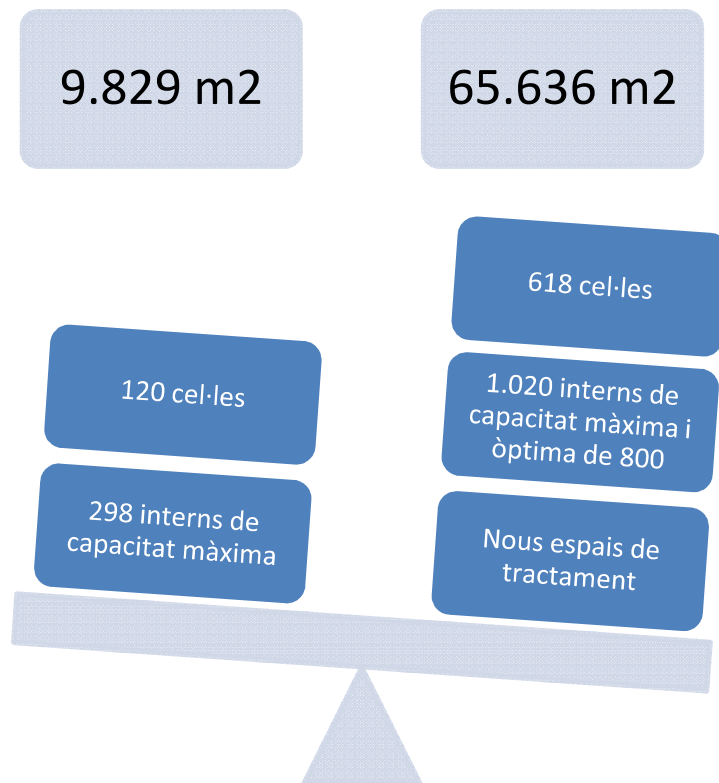 9.829 m2
65.636 m2
120 cel·les
298 interns de
capacitat màxima
618 cel·les
1.020 interns de
capacitat màxima i
òptima de 800
Nous espais de
tractament